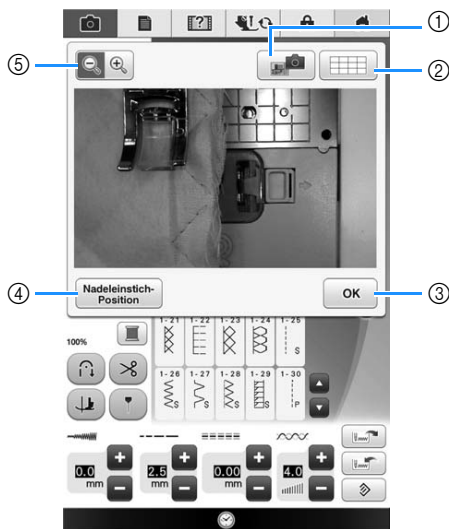 ①
②
⑤
④ Nadeleinstich-
Position
OK ③
1-21 1-22 1-23 1-24 1-25
S
100%
1-26 1-27 1-28 1-29 1-30
S S S S P
0.0 mm 2.5 mm 0.00 mm 4.0